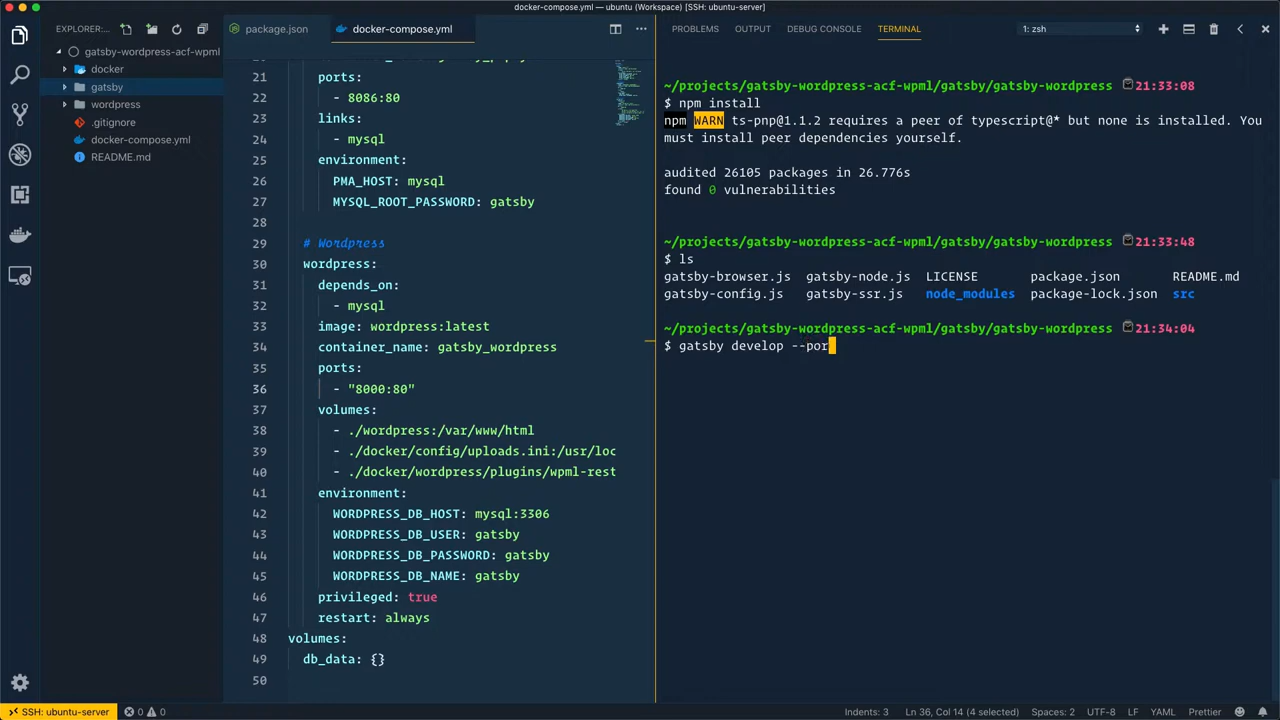 docker-compose.yml — ubuntu [SSH: ubuntu-server]
EXPLORER:...
gatsby-wordpress-acf-wpml
docker
gatsby
wordpress
.gitignore
docker-compose.yml
README.md
package.json
docker-compose.yml
21 ports:
22 - 8086:80
23 links:
24 - mysql
25 environment:
26 PMA_HOST: mysql
27 MYSQL_ROOT_PASSWORD: gatsby
28
29 # Wordpress
30 wordpress:
31 depends_on:
32 - mysql
33 image: wordpress:latest
34 container_name: gatsby_wordpress
35 ports:
36 - "8000:80"
37 volumes:
38 - ./wordpress:/var/www/html
39 - ./docker/config/uploads.ini:/usr/loc
40 - ./docker/wordpress/plugins/wpml-rest
41 environment:
42 WORDPRESS_DB_HOST: mysql:3306
43 WORDPRESS_DB_USER: gatsby
44 WORDPRESS_DB_PASSWORD: gatsby
45 WORDPRESS_DB_NAME: gatsby
46 privileged: true
47 restart: always
48 volumes:
49 db_data: {}
50
PROBLEMS OUTPUT DEBUG CONSOLE TERMINAL 1: zsh
~/projects/gatsby-wordpress-acf-wpml/gatsby/gatsby-wordpress 21:33:08
$ npm install
npm WARN ts-pnp@1.1.2 requires a peer of typescript@* but none is installed. You
must install peer dependencies yourself.
audited 26105 packages in 26.776s
found 0 vulnerabilities
~/projects/gatsby-wordpress-acf-wpml/gatsby/gatsby-wordpress 21:33:48
$ ls
gatsby-browser.js gatsby-node.js LICENSE package.json README.md
gatsby-config.js gatsby-ssr.js node_modules package-lock.json src
~/projects/gatsby-wordpress-acf-wpml/gatsby/gatsby-wordpress 21:34:04
$ gatsby develop --por
SSH: ubuntu-server 0 0 Indents: 3 Ln 36, Col 14 (4 selected) Spaces: 2 UTF-8 LF YAML Prettier